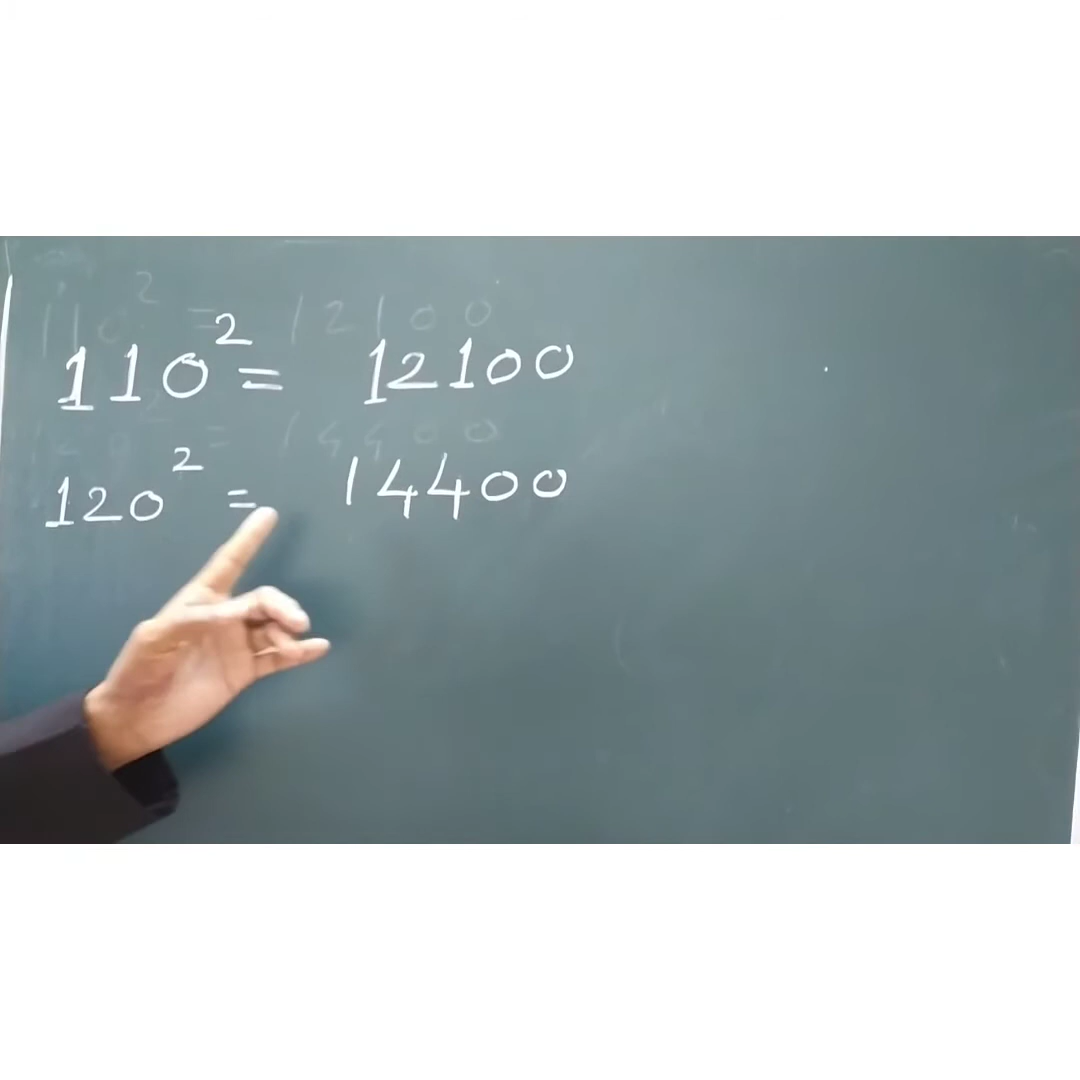 110² = 12100
120² = 14400